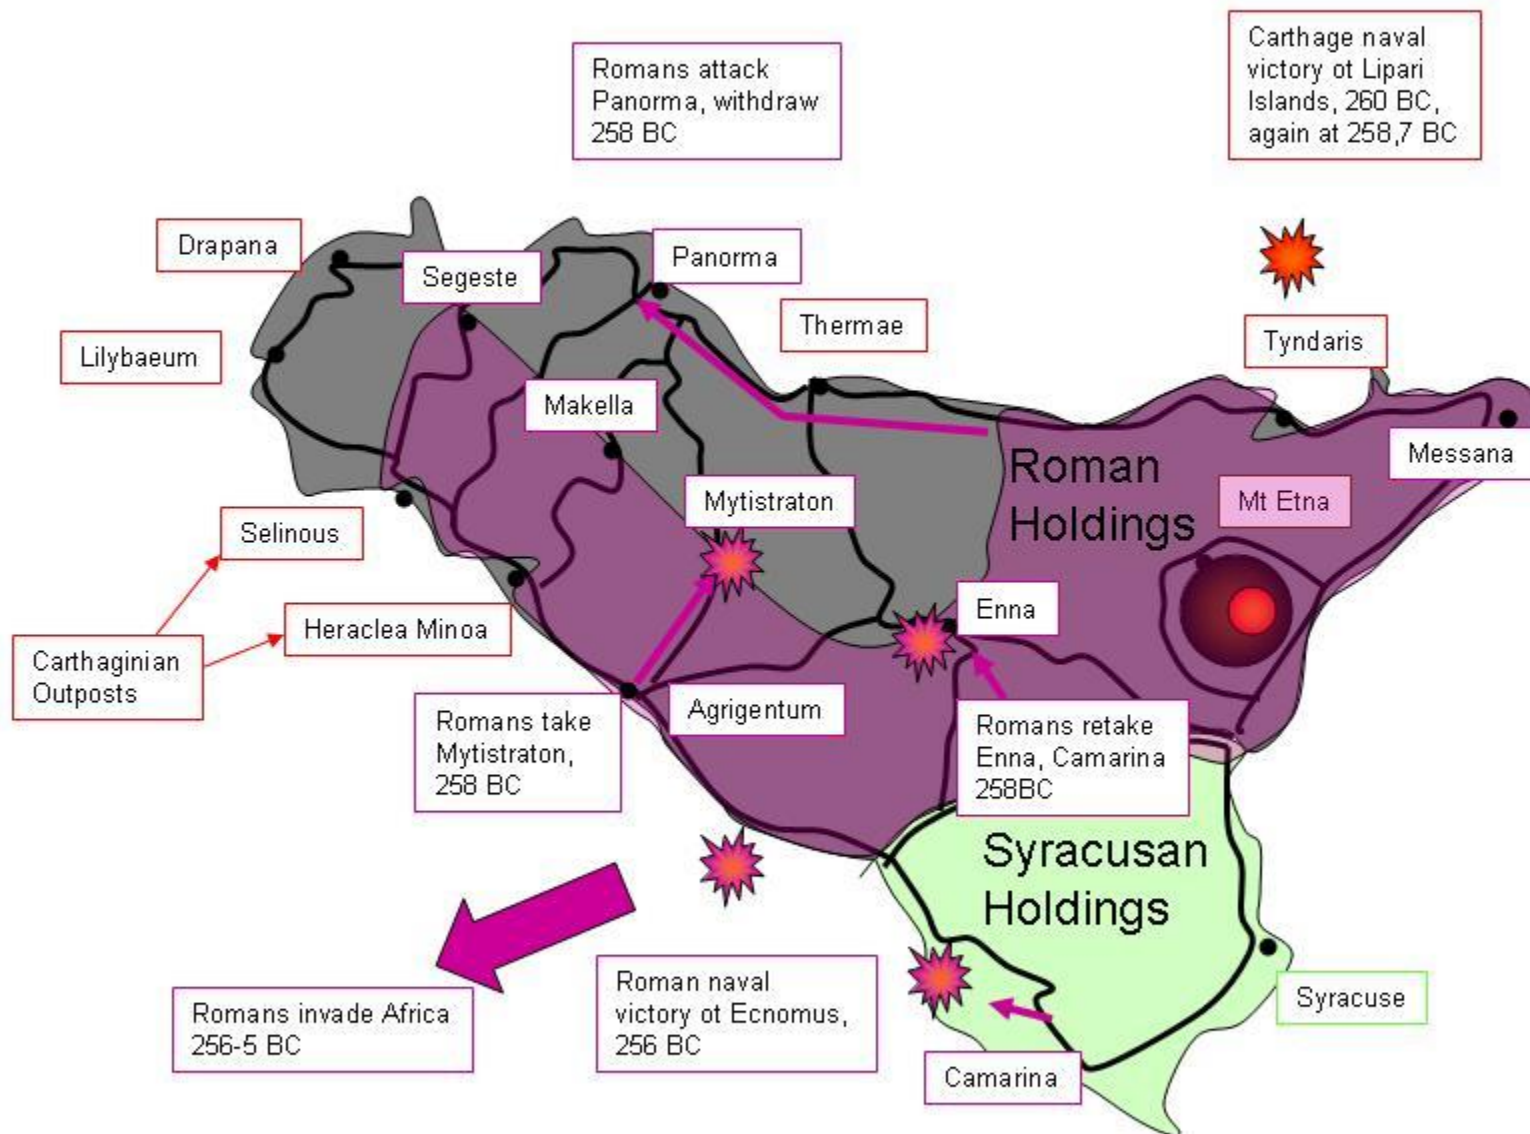 Romans attack
Panorma, withdraw
258 BC
Carthage naval
victory ot Lipari
Islands, 260 BC,
again at 258,7 BC
Drapana
Segeste
Panorma
Lilybaeum
Thermae
Tyndaris
Makella
Messana
Roman
Holdings
Mt Etna
Mytistraton
Selinous
Heraclea Minoa
Enna
Carthaginian
Outposts
Agrigentum
Romans take
Mytistraton,
258 BC
Romans retake
Enna, Camarina
258BC
Syracusan
Holdings
Romans invade Africa
256-5 BC
Roman naval
victory ot Ecnomus,
256 BC
Syracuse
Camarina